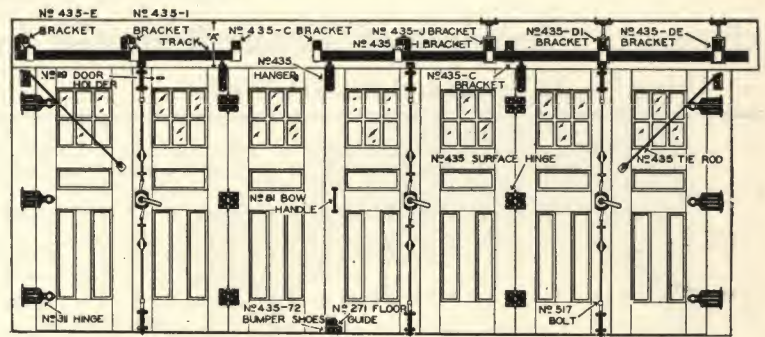 Nº 435-E
BRACKET
Nº 435-I
BRACKET
TRACK
"A"
Nº 435-C BRACKET
Nº 435-J BRACKET
Nº 435-I BRACKET
Nº 435-DI
BRACKET
Nº 435-DE
BRACKET
Nº 19 DOOR
HOLDER
Nº 435
HANGER
Nº 435-C
BRACKET
Nº 435 SURFACE HINGE
Nº 435 TIE ROD
Nº 81 BOW
HANDLE
Nº 311 HINGE
Nº 435-72
BUMPER SHOES
Nº 271 FLOOR
GUIDE
Nº 517
BOLT